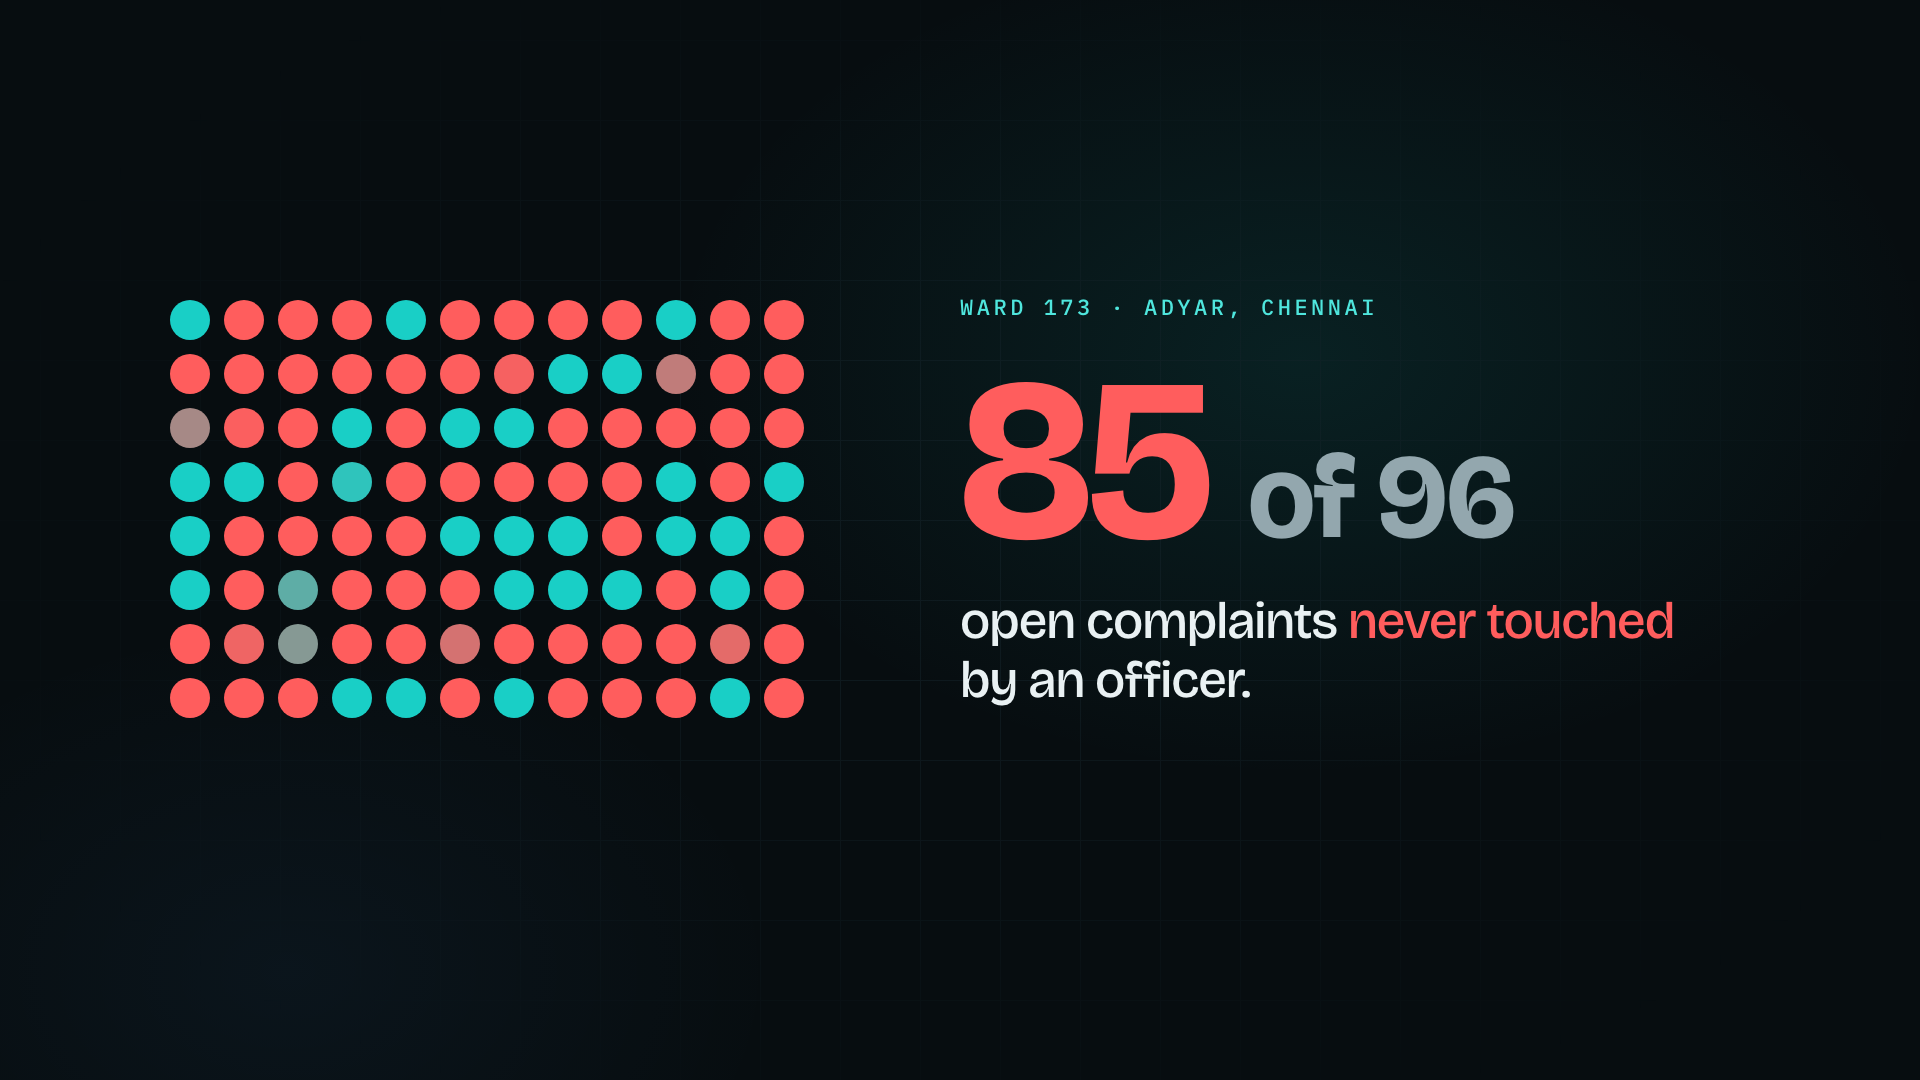 WARD 173 · ADYAR, CHENNAI
85 of 96
open complaints never touched
by an officer.